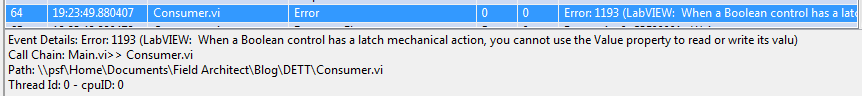 64 19:23:49.880407 Consumer.vi Error 0 0 Error: 1193 (LabVIEW: When a Boolean control has a latc
Event Details: Error: 1193 (LabVIEW: When a Boolean control has a latch mechanical action, you cannot use the Value property to read or write its valu)
Call Chain: Main.vi>> Consumer.vi
Path: \\psf\Home\Documents\Field Architect\Blog\DETT\Consumer.vi
Thread Id: 0 - cpuID: 0